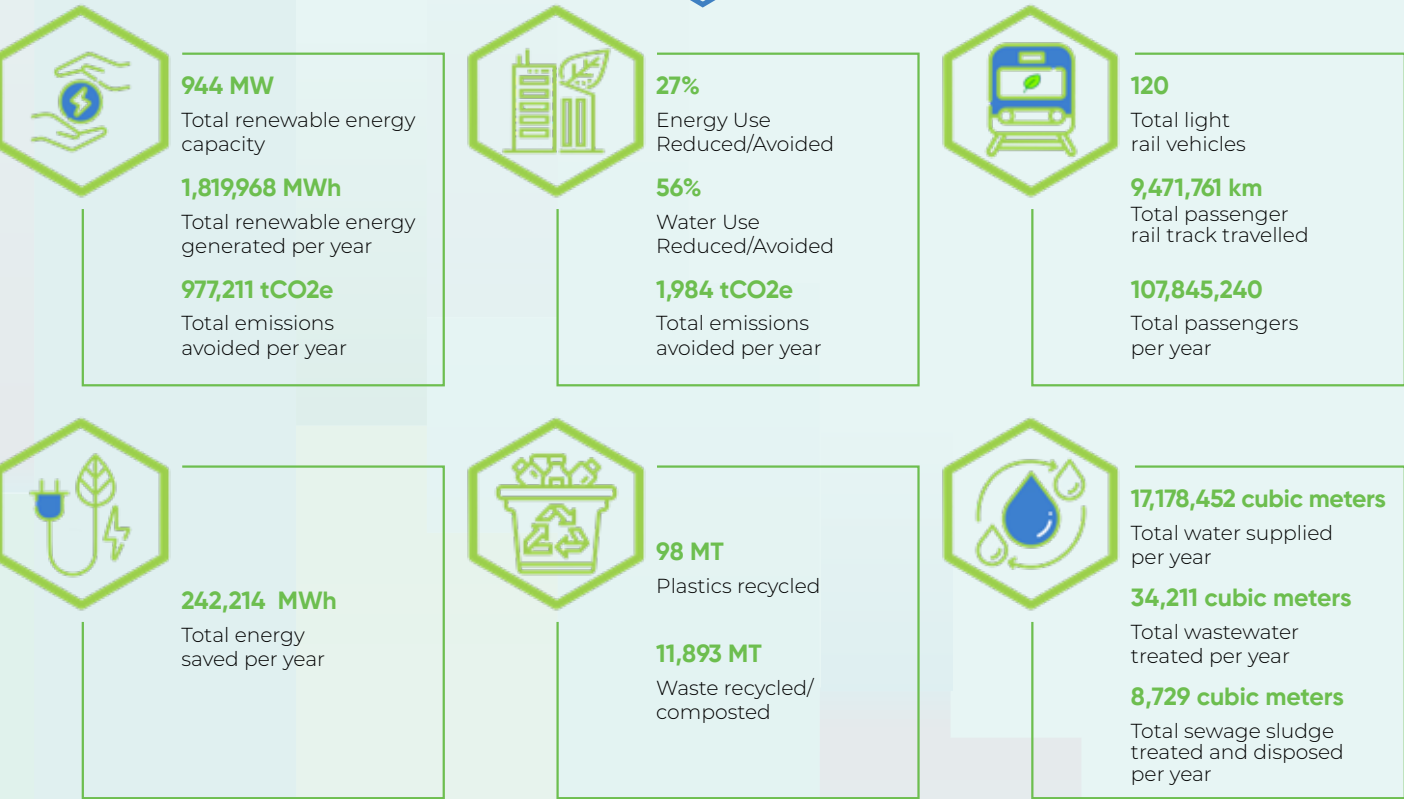 944 MW
Total renewable energy
capacity
1,819,968 MWh
Total renewable energy
generated per year
977,211 tCO2e
Total emissions
avoided per year
27%
Energy Use
Reduced/Avoided
56%
Water Use
Reduced/Avoided
1,984 tCO2e
Total emissions
avoided per year
120
Total light
rail vehicles
9,471,761 km
Total passenger
rail track travelled
107,845,240
Total passengers
per year
242,214 MWh
Total energy
saved per year
98 MT
Plastics recycled
11,893 MT
Waste recycled/
composted
17,178,452 cubic meters
Total water supplied
per year
34,211 cubic meters
Total wastewater
treated per year
8,729 cubic meters
Total sewage sludge
treated and disposed
per year